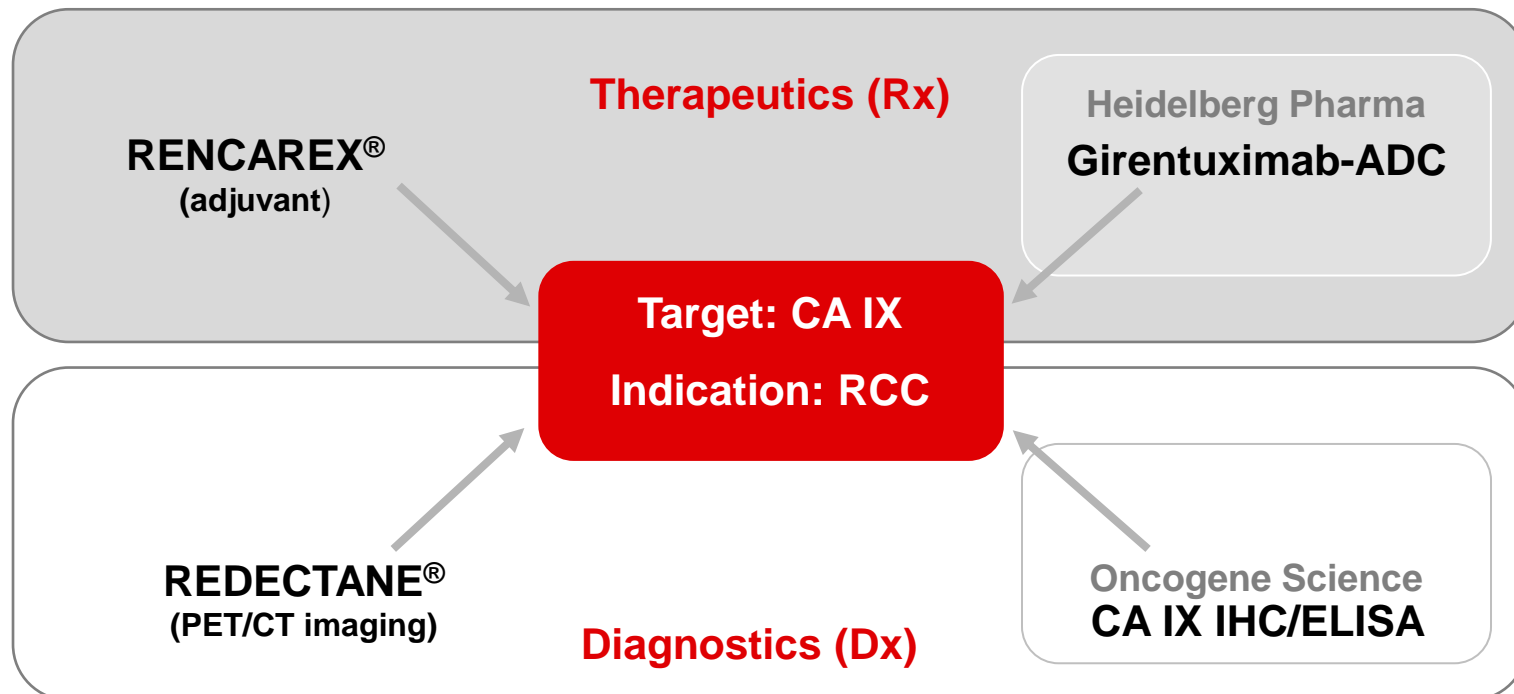 Therapeutics (Rx)
RENCAREX®
(adjuvant)
Heidelberg Pharma
Girentuximab-ADC
Target: CA IX
Indication: RCC
REDECTANE®
(PET/CT imaging)
Oncogene Science
CA IX IHC/ELISA
Diagnostics (Dx)